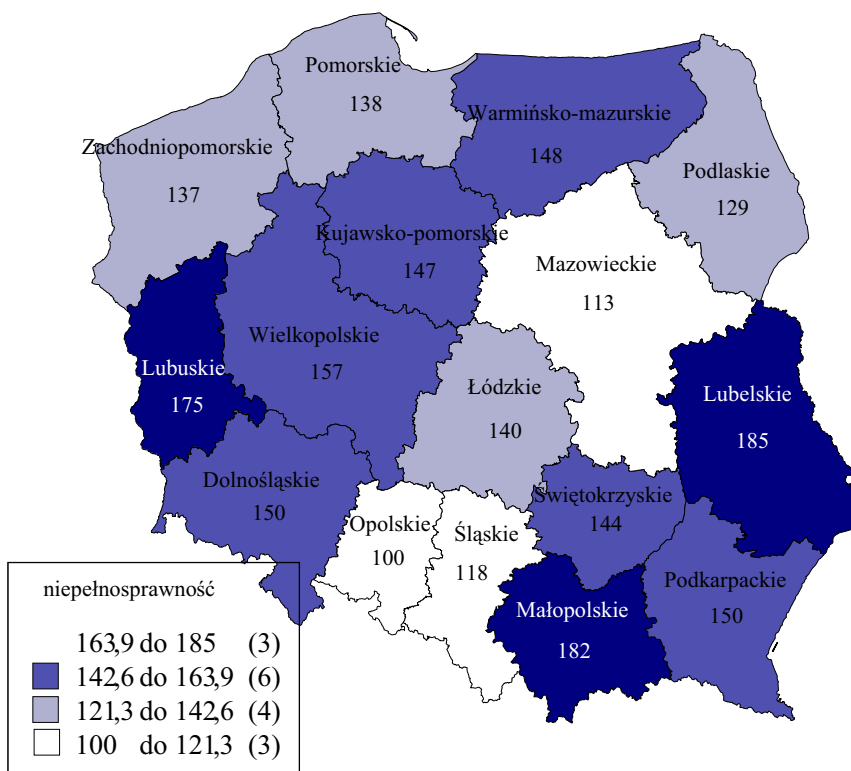 Pomorskie
138
Warmińsko-mazurskie
148
Zachodniopomorskie
137
Podlaskie
129
Kujawsko-pomorskie
147
Mazowieckie
113
Wielkopolskie
157
Lubuskie
175
Łódzkie
140
Lubelskie
185
Dolnośląskie
150
Swiętokrzyskie
144
Opolskie
100
Śląskie
118
Podkarpackie
150
Małopolskie
182
niepełnosprawność
163,9 do 185 (3)
142,6 do 163,9 (6)
121,3 do 142,6 (4)
100 do 121,3 (3)